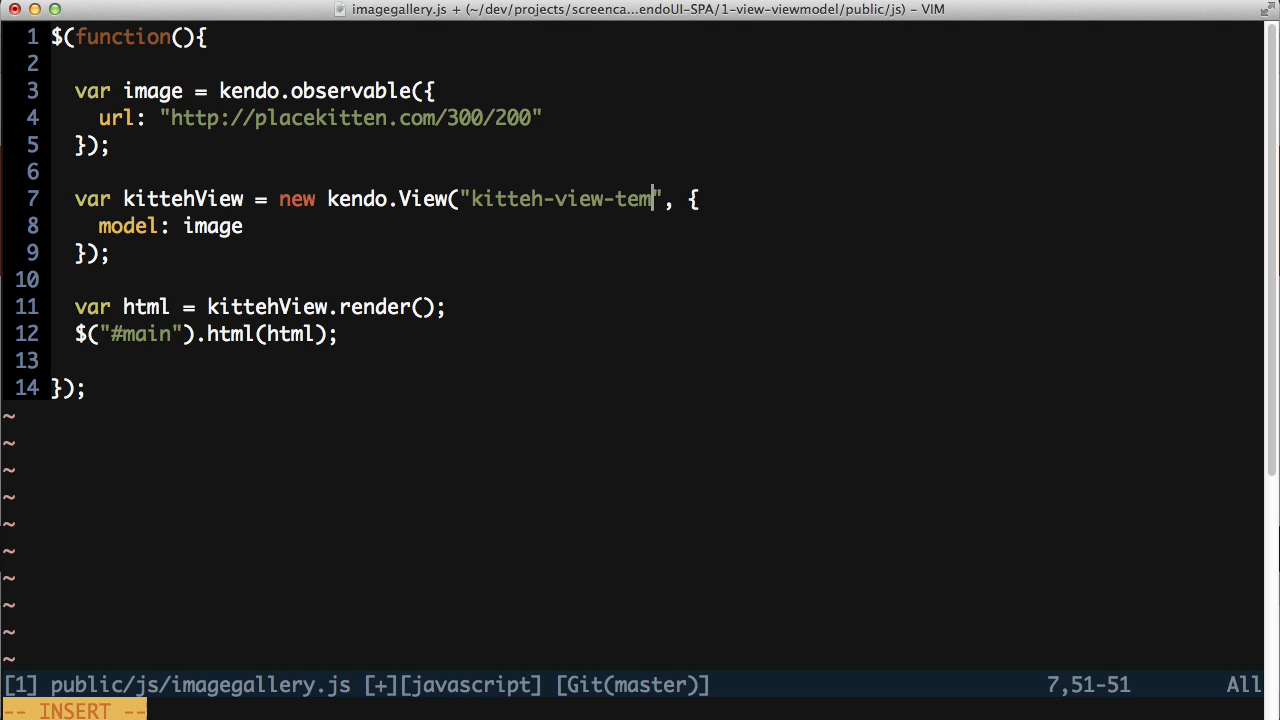 imagegallery.js + (~/dev/projects/screenca...endoUI-SPA/1-view-viewmodel/public/js) - VIM
1 $(function(){
2
3   var image = kendo.observable({
4     url: "http://placekitten.com/300/200"
5   });
6
7   var kittehView = new kendo.View("kitteh-view-tem", {
8     model: image
9   });
10
11   var html = kittehView.render();
12   $("#main").html(html);
13
14 });
~
~
~
~
~
~
~
~
~
~
[1] public/js/imagegallery.js [+][javascript] [Git(master)] 7,51-51 All
-- INSERT --